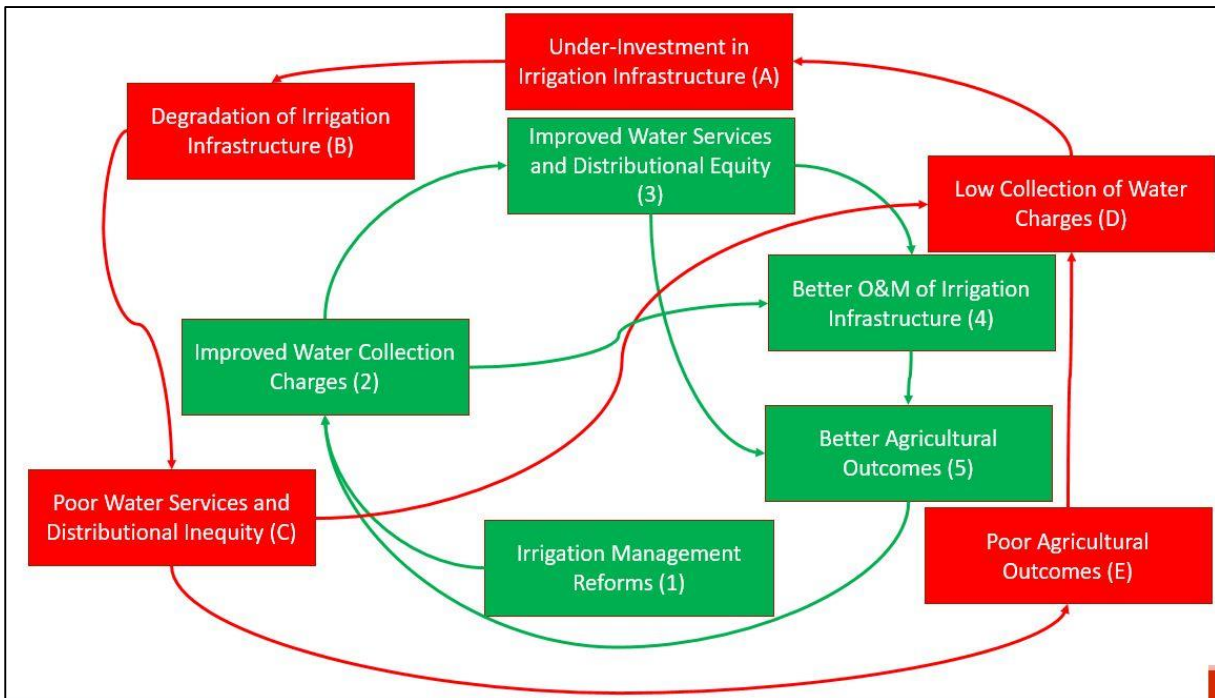 Under-Investment in
Irrigation Infrastructure (A)
Degradation of Irrigation
Infrastructure (B)
Improved Water Services
and Distributional Equity
(3)
Low Collection of Water
Charges (D)
Better O&M of Irrigation
Infrastructure (4)
Improved Water Collection
Charges (2)
Better Agricultural
Outcomes (5)
Poor Water Services and
Distributional Inequity (C)
Irrigation Management
Reforms (1)
Poor Agricultural
Outcomes (E)